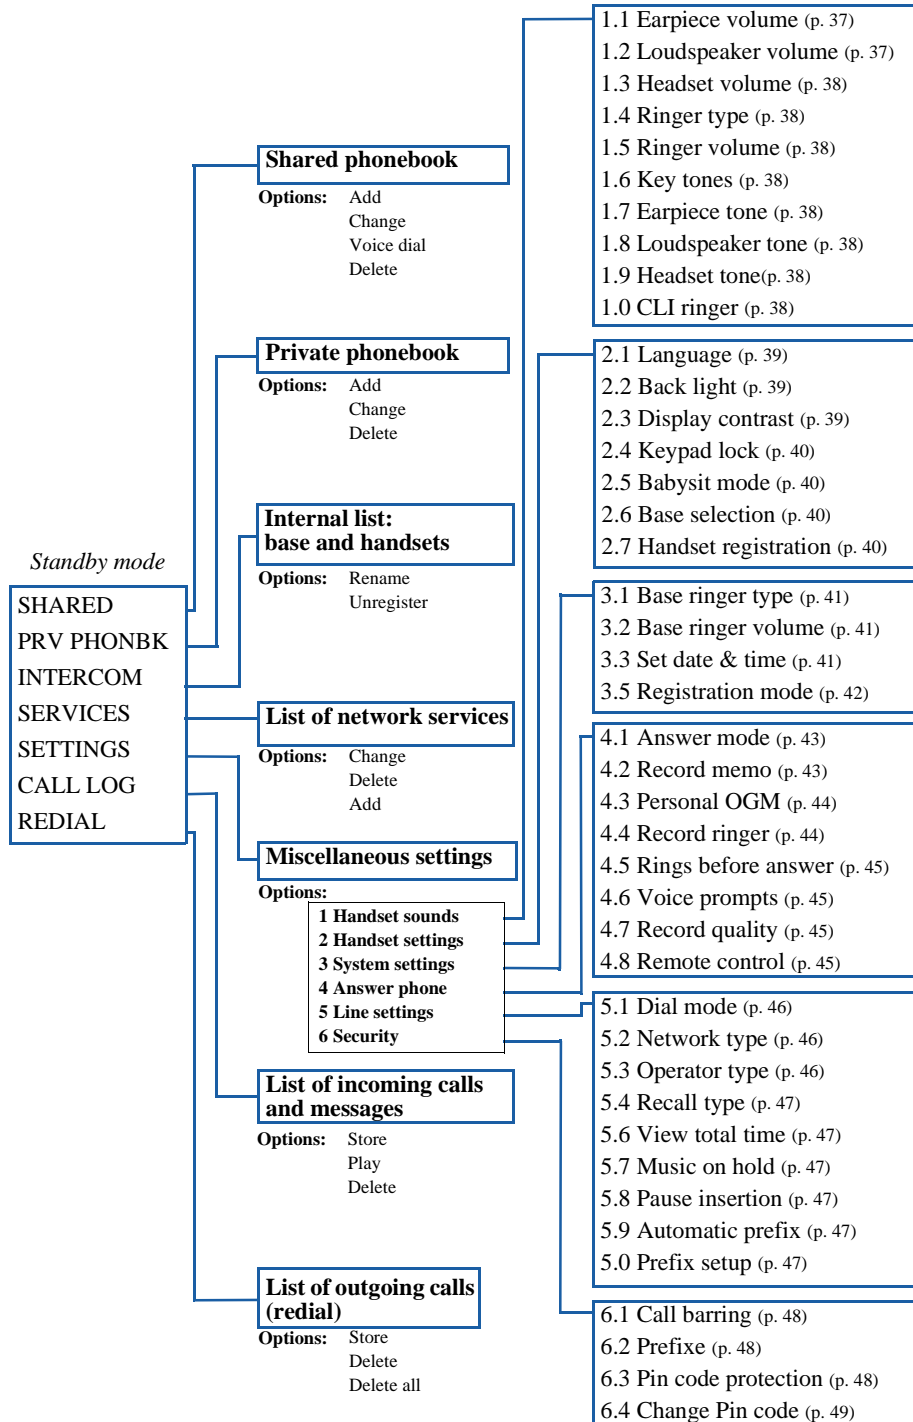 Standby mode
SHARED
PRV PHONBK
INTERCOM
SERVICES
SETTINGS
CALL LOG
REDIAL
Shared phonebook
Options: Add
Change
Voice dial
Delete
Private phonebook
Options: Add
Change
Delete
Internal list:
base and handsets
Options: Rename
Unregister
List of network services
Options: Change
Delete
Add
Miscellaneous settings
Options:
1 Handset sounds
2 Handset settings
3 System settings
4 Answer phone
5 Line settings
6 Security
List of incoming calls
and messages
Options: Store
Play
Delete
List of outgoing calls
(redial)
Options: Store
Delete
Delete all
1.1 Earpiece volume (p. 37)
1.2 Loudspeaker volume (p. 37)
1.3 Headset volume (p. 38)
1.4 Ringer type (p. 38)
1.5 Ringer volume (p. 38)
1.6 Key tones (p. 38)
1.7 Earpiece tone (p. 38)
1.8 Loudspeaker tone (p. 38)
1.9 Headset tone(p. 38)
1.0 CLI ringer (p. 38)
2.1 Language (p. 39)
2.2 Back light (p. 39)
2.3 Display contrast (p. 39)
2.4 Keypad lock (p. 40)
2.5 Babysit mode (p. 40)
2.6 Base selection (p. 40)
2.7 Handset registration (p. 40)
3.1 Base ringer type (p. 41)
3.2 Base ringer volume (p. 41)
3.3 Set date & time (p. 41)
3.5 Registration mode (p. 42)
4.1 Answer mode (p. 43)
4.2 Record memo (p. 43)
4.3 Personal OGM (p. 44)
4.4 Record ringer (p. 44)
4.5 Rings before answer (p. 45)
4.6 Voice prompts (p. 45)
4.7 Record quality (p. 45)
4.8 Remote control (p. 45)
5.1 Dial mode (p. 46)
5.2 Network type (p. 46)
5.3 Operator type (p. 46)
5.4 Recall type (p. 47)
5.6 View total time (p. 47)
5.7 Music on hold (p. 47)
5.8 Pause insertion (p. 47)
5.9 Automatic prefix (p. 47)
5.0 Prefix setup (p. 47)
6.1 Call barring (p. 48)
6.2 Prefixe (p. 48)
6.3 Pin code protection (p. 48)
6.4 Change Pin code (p. 49)